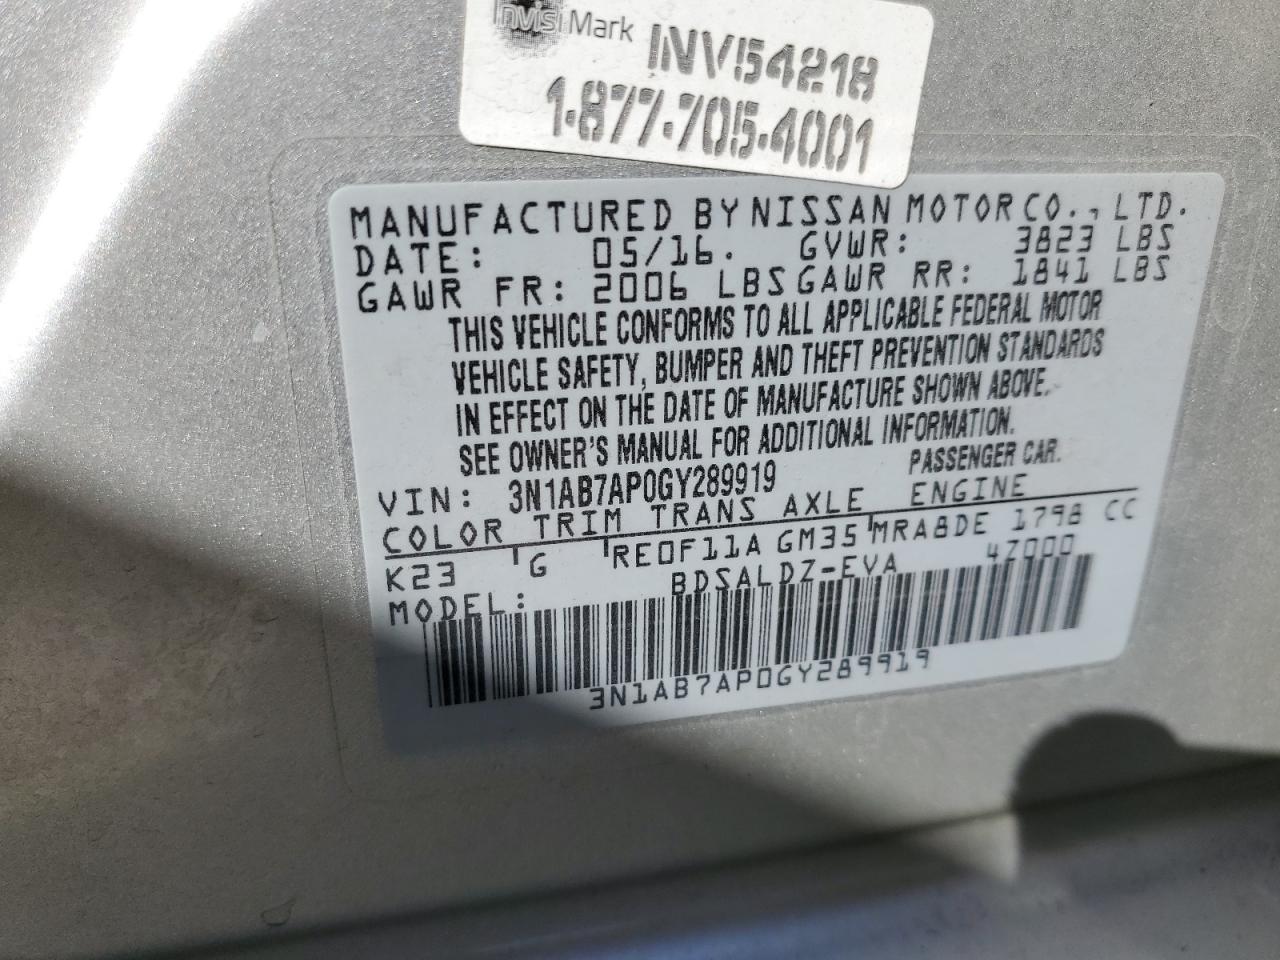 invisiMark INV54218
1-877-705-4001
MANUFACTURED BY NISSAN MOTOR CO., LTD.
DATE: 05/16. GVWR: 3823 LBS
GAWR FR: 2006 LBS GAWR RR: 1841 LBS
THIS VEHICLE CONFORMS TO ALL APPLICABLE FEDERAL MOTOR
VEHICLE SAFETY, BUMPER AND THEFT PREVENTION STANDARDS
IN EFFECT ON THE DATE OF MANUFACTURE SHOWN ABOVE.
SEE OWNER'S MANUAL FOR ADDITIONAL INFORMATION.
VIN: 3N1AB7AP0GY289919 PASSENGER CAR.
COLOR TRIM TRANS AXLE ENGINE
K23 G RE0F11A GM35 MRA8DE 1798 CC
MODEL: BDSALDZ-EVA 4Z000
3N1AB7AP0GY289919